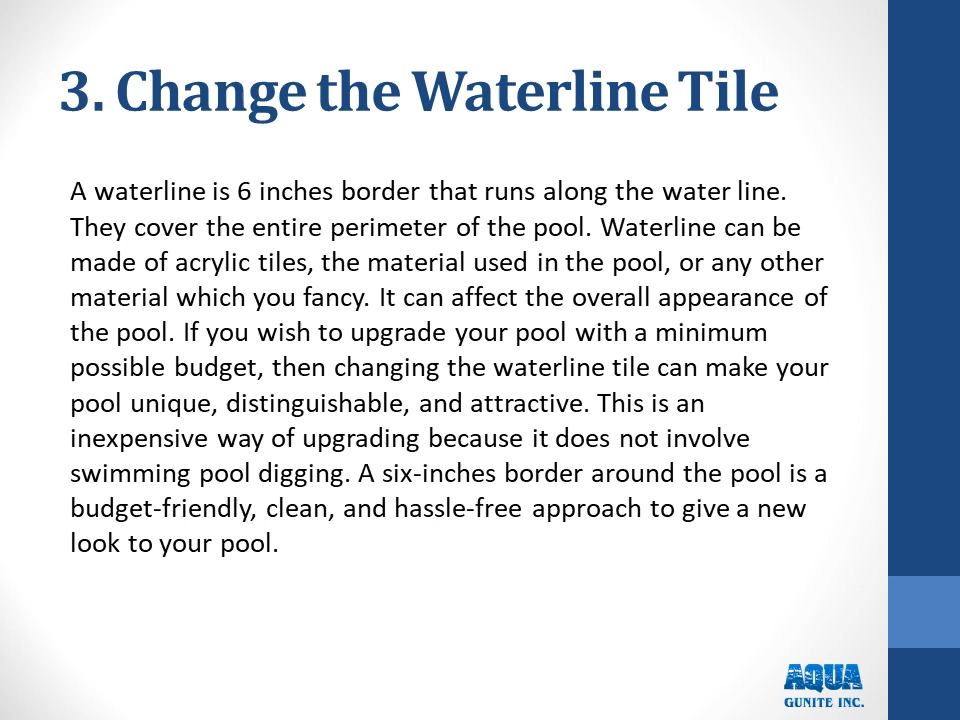 3. Change the Waterline Tile
A waterline is 6 inches border that runs along the water line.
They cover the entire perimeter of the pool. Waterline can be
made of acrylic tiles, the material used in the pool, or any other
material which you fancy. It can affect the overall appearance of
the pool. If you wish to upgrade your pool with a minimum
possible budget, then changing the waterline tile can make your
pool unique, distinguishable, and attractive. This is an
inexpensive way of upgrading because it does not involve
swimming pool digging. A six-inches border around the pool is a
budget-friendly, clean, and hassle-free approach to give a new
look to your pool.
AQUA
GUNITE INC.